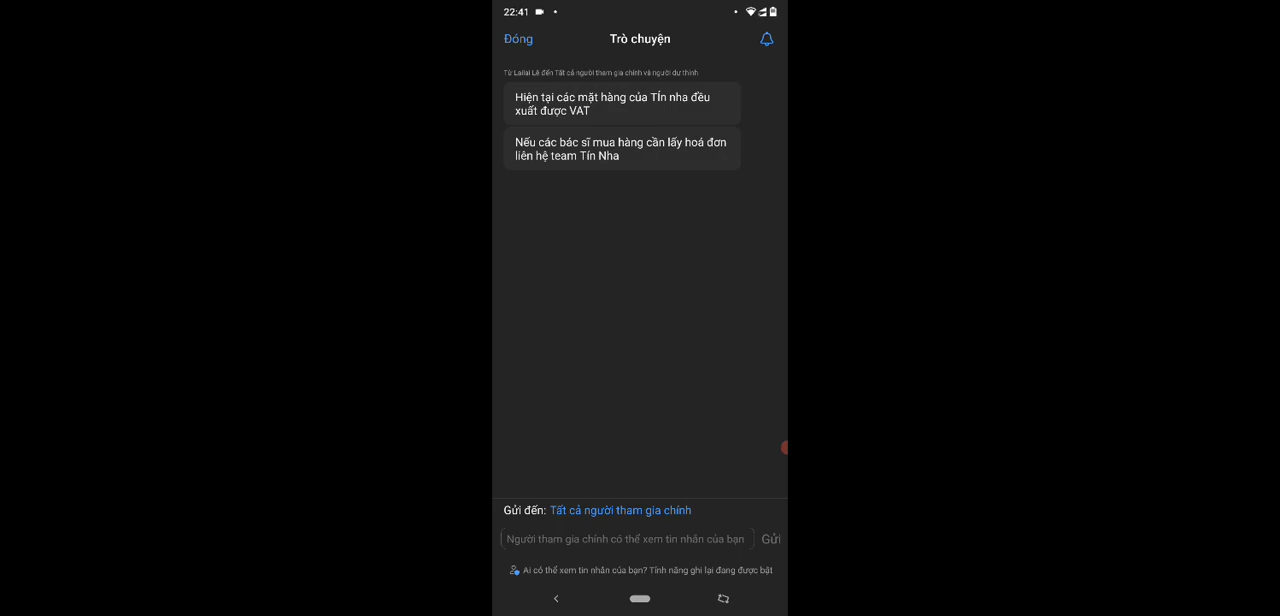 22:41
Đóng
Trò chuyện
Từ Lailai Lê đến Tất cả người tham gia chính và người dự thính
Hiện tại các mặt hàng của TÍn nha đều
xuất được VAT
Nếu các bác sĩ mua hàng cần lấy hoá đơn
liên hệ team Tín Nha
Gửi đến: Tất cả người tham gia chính
Người tham gia chính có thể xem tin nhắn của bạn
Gửi
Ai có thể xem tin nhắn của bạn? Tính năng ghi lại đang được bật